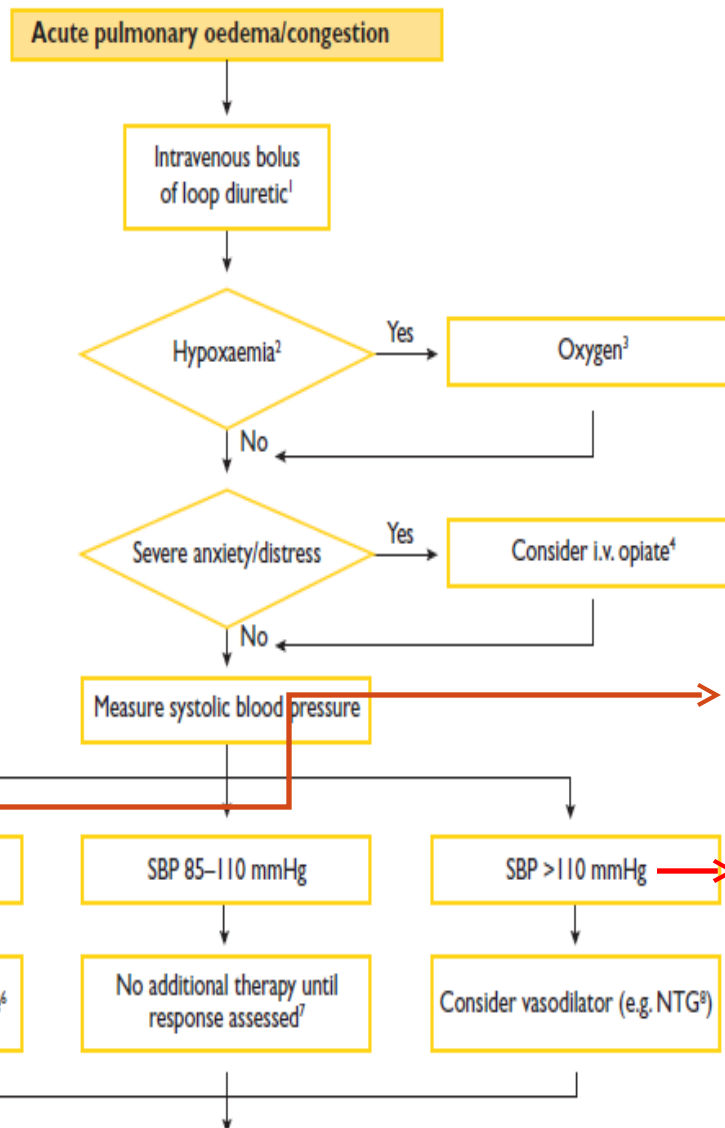 Acute pulmonary oedema/congestion
Intravenous bolus
of loop diuretic¹
Hypoxaemia²
Yes
Oxygen³
No
Severe anxiety/distress
Yes
Consider i.v. opiate⁴
No
Measure systolic blood pressure
SBP 85–110 mmHg
SBP >110 mmHg
6
No additional therapy until
response assessed⁷
Consider vasodilator (e.g. NTG⁸)